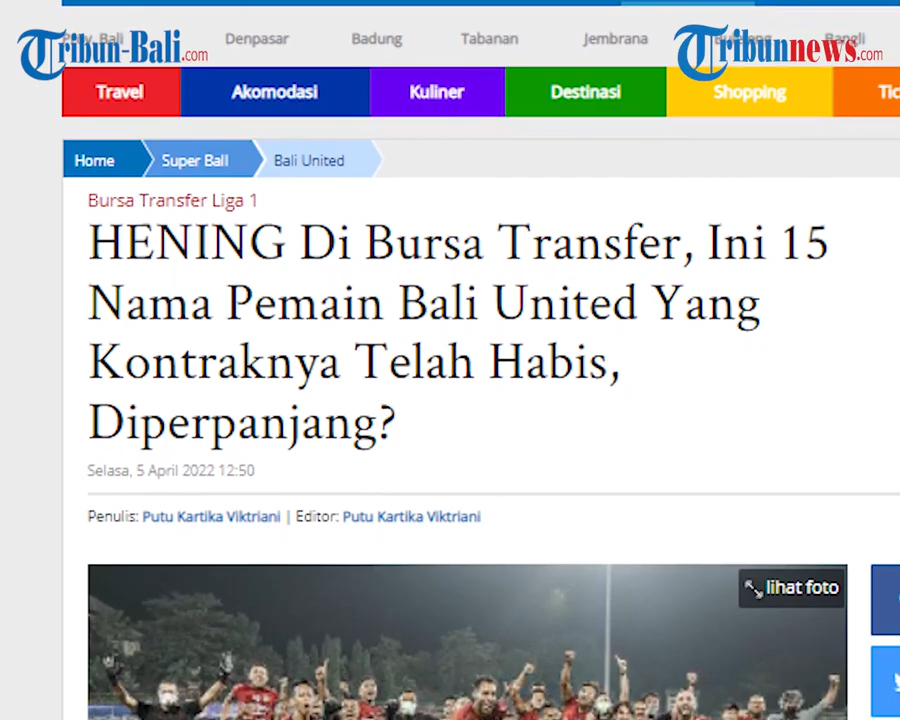 Tribun-Bali.com
Tribunnews.com
Denpasar Badung Tabanan Jembrana Bangli
Travel Akomodasi Kuliner Destinasi Shopping Tic
Home Super Ball Bali United
Bursa Transfer Liga 1
HENING Di Bursa Transfer, Ini 15
Nama Pemain Bali United Yang
Kontraknya Telah Habis,
Diperpanjang?
Selasa, 5 April 2022 12:50
Penulis: Putu Kartika Viktriani | Editor: Putu Kartika Viktriani
lihat foto